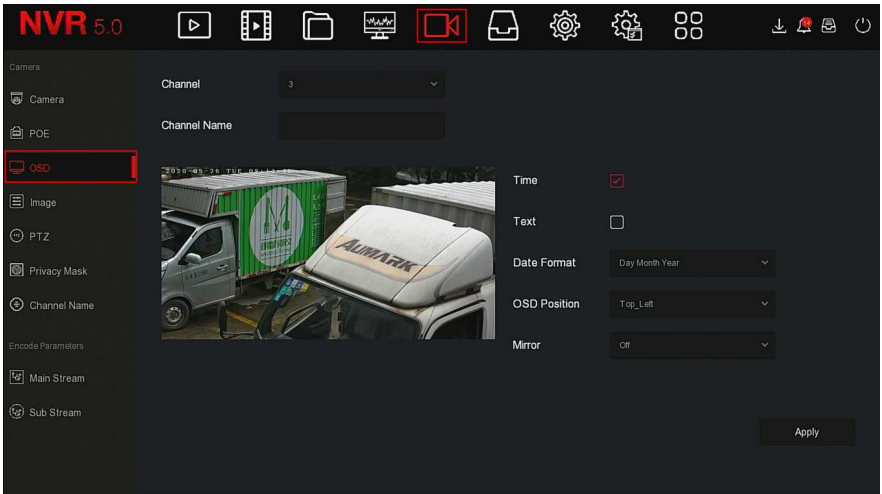 NVR 5.0
Camera
Camera
POE
OSD
Image
PTZ
Privacy Mask
Channel Name
Encode Parameters
Main Stream
Sub Stream
Channel 3
Channel Name
AUMARK
Time
Text
Date Format Day Month Year
OSD Position Top_Left
Mirror Off
Apply